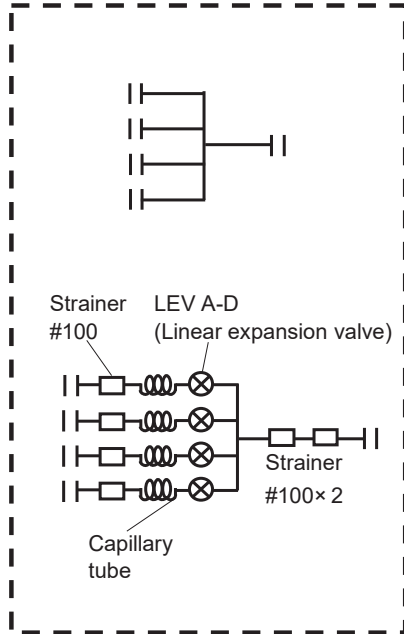 Strainer
#100
LEV A-D
(Linear expansion valve)
Strainer
#100× 2
Capillary
tube